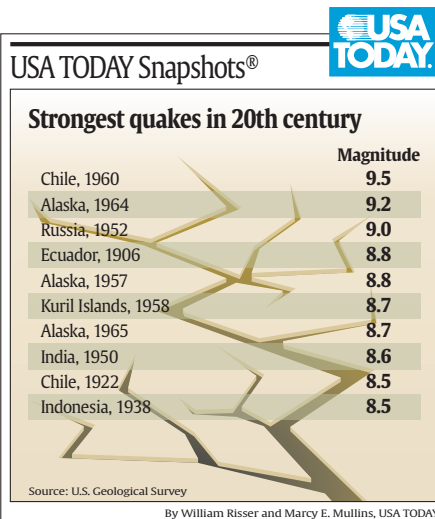 USA
TODAY.
USA TODAY Snapshots®
Strongest quakes in 20th century
Magnitude
Chile, 1960 9.5
Alaska, 1964 9.2
Russia, 1952 9.0
Ecuador, 1906 8.8
Alaska, 1957 8.8
Kuril Islands, 1958 8.7
Alaska, 1965 8.7
India, 1950 8.6
Chile, 1922 8.5
Indonesia, 1938 8.5
Source: U.S. Geological Survey
By William Risser and Marcy E. Mullins, USA TODAY